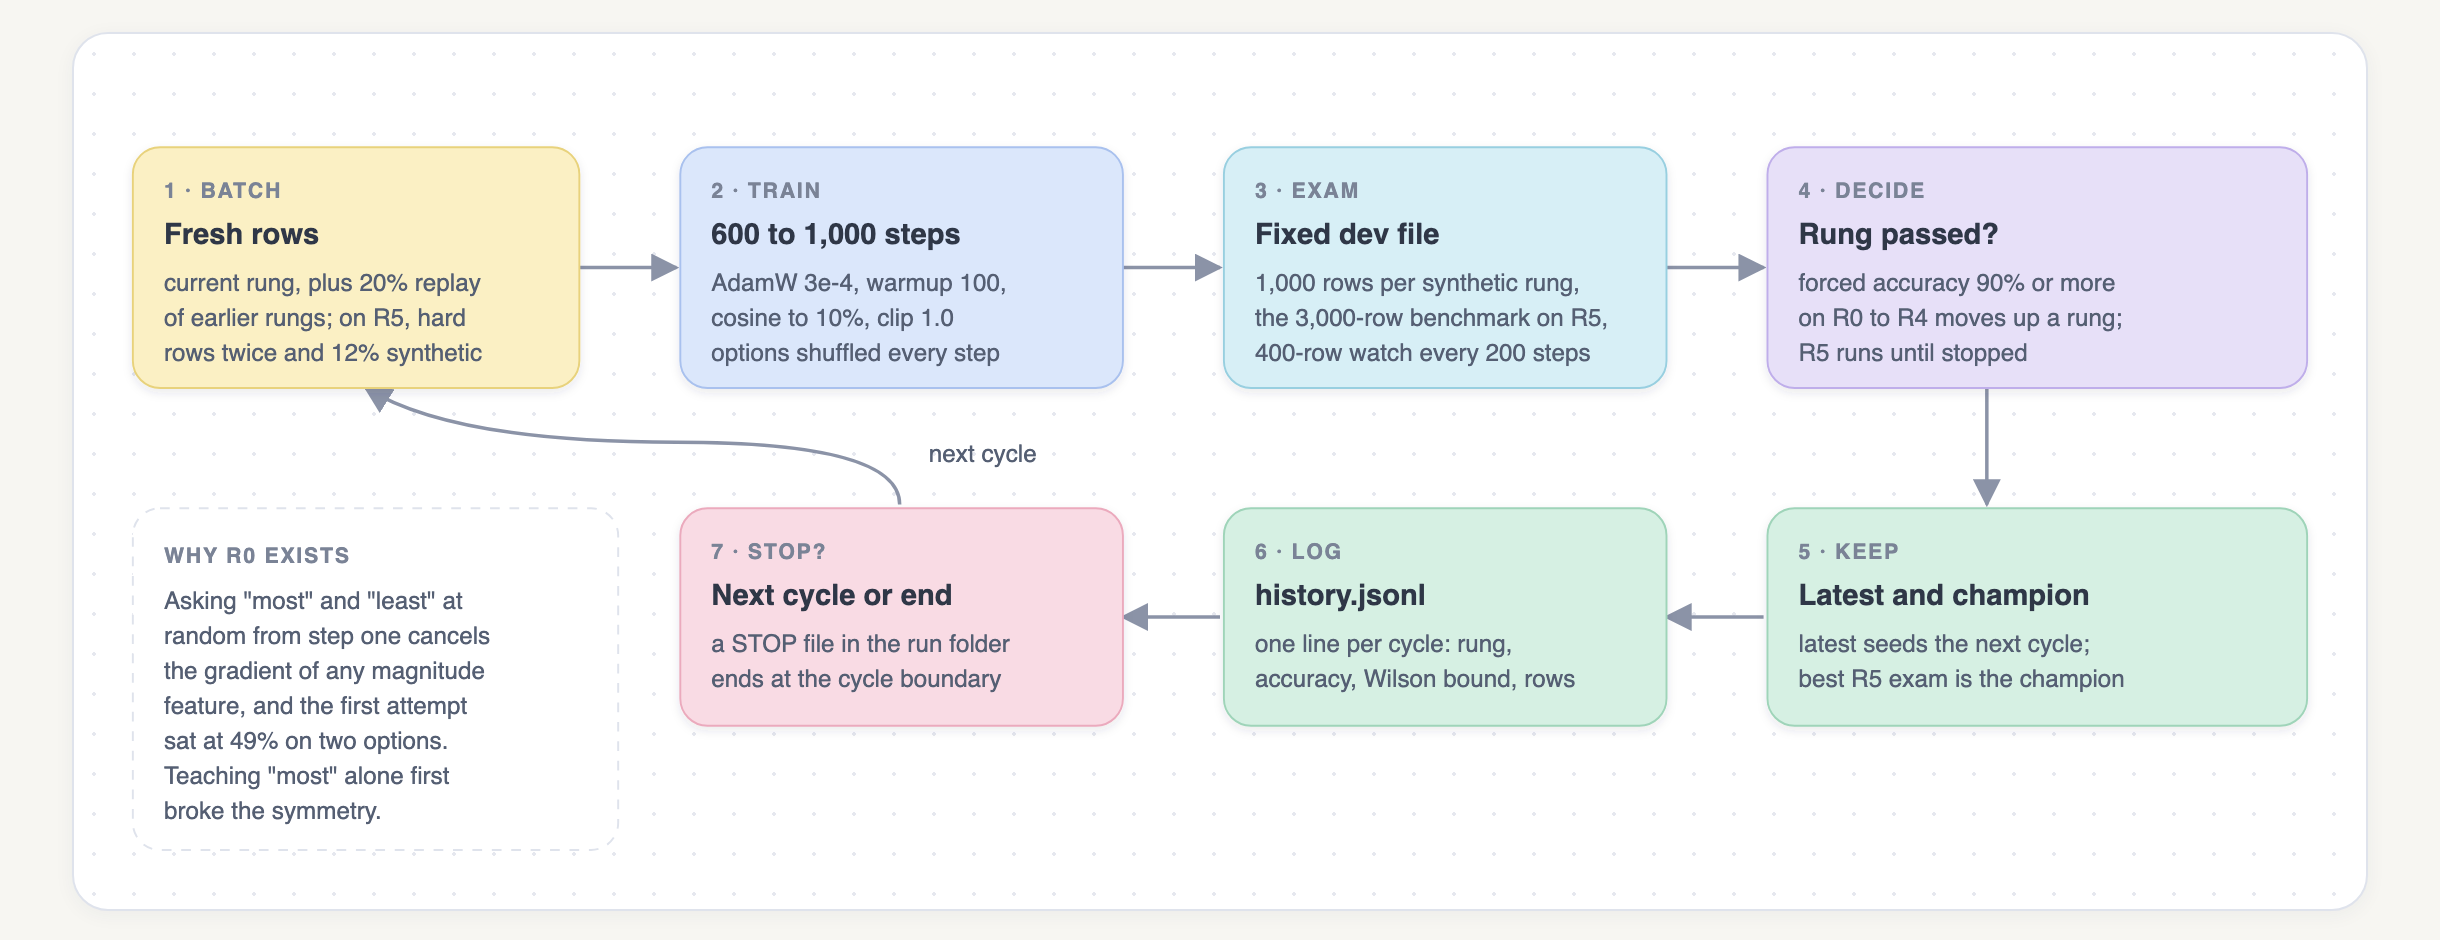 1 · BATCH
Fresh rows
current rung, plus 20% replay
of earlier rungs; on R5, hard
rows twice and 12% synthetic
2 · TRAIN
600 to 1,000 steps
AdamW 3e-4, warmup 100,
cosine to 10%, clip 1.0
options shuffled every step
3 · EXAM
Fixed dev file
1,000 rows per synthetic rung,
the 3,000-row benchmark on R5,
400-row watch every 200 steps
4 · DECIDE
Rung passed?
forced accuracy 90% or more
on R0 to R4 moves up a rung;
R5 runs until stopped
next cycle
WHY R0 EXISTS
Asking "most" and "least" at
random from step one cancels
the gradient of any magnitude
feature, and the first attempt
sat at 49% on two options.
Teaching "most" alone first
broke the symmetry.
7 · STOP?
Next cycle or end
a STOP file in the run folder
ends at the cycle boundary
6 · LOG
history.jsonl
one line per cycle: rung,
accuracy, Wilson bound, rows
5 · KEEP
Latest and champion
latest seeds the next cycle;
best R5 exam is the champion